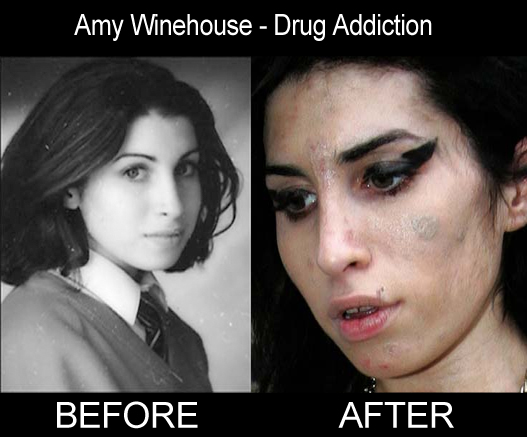 Amy Winehouse - Drug Addiction
BEFORE AFTER